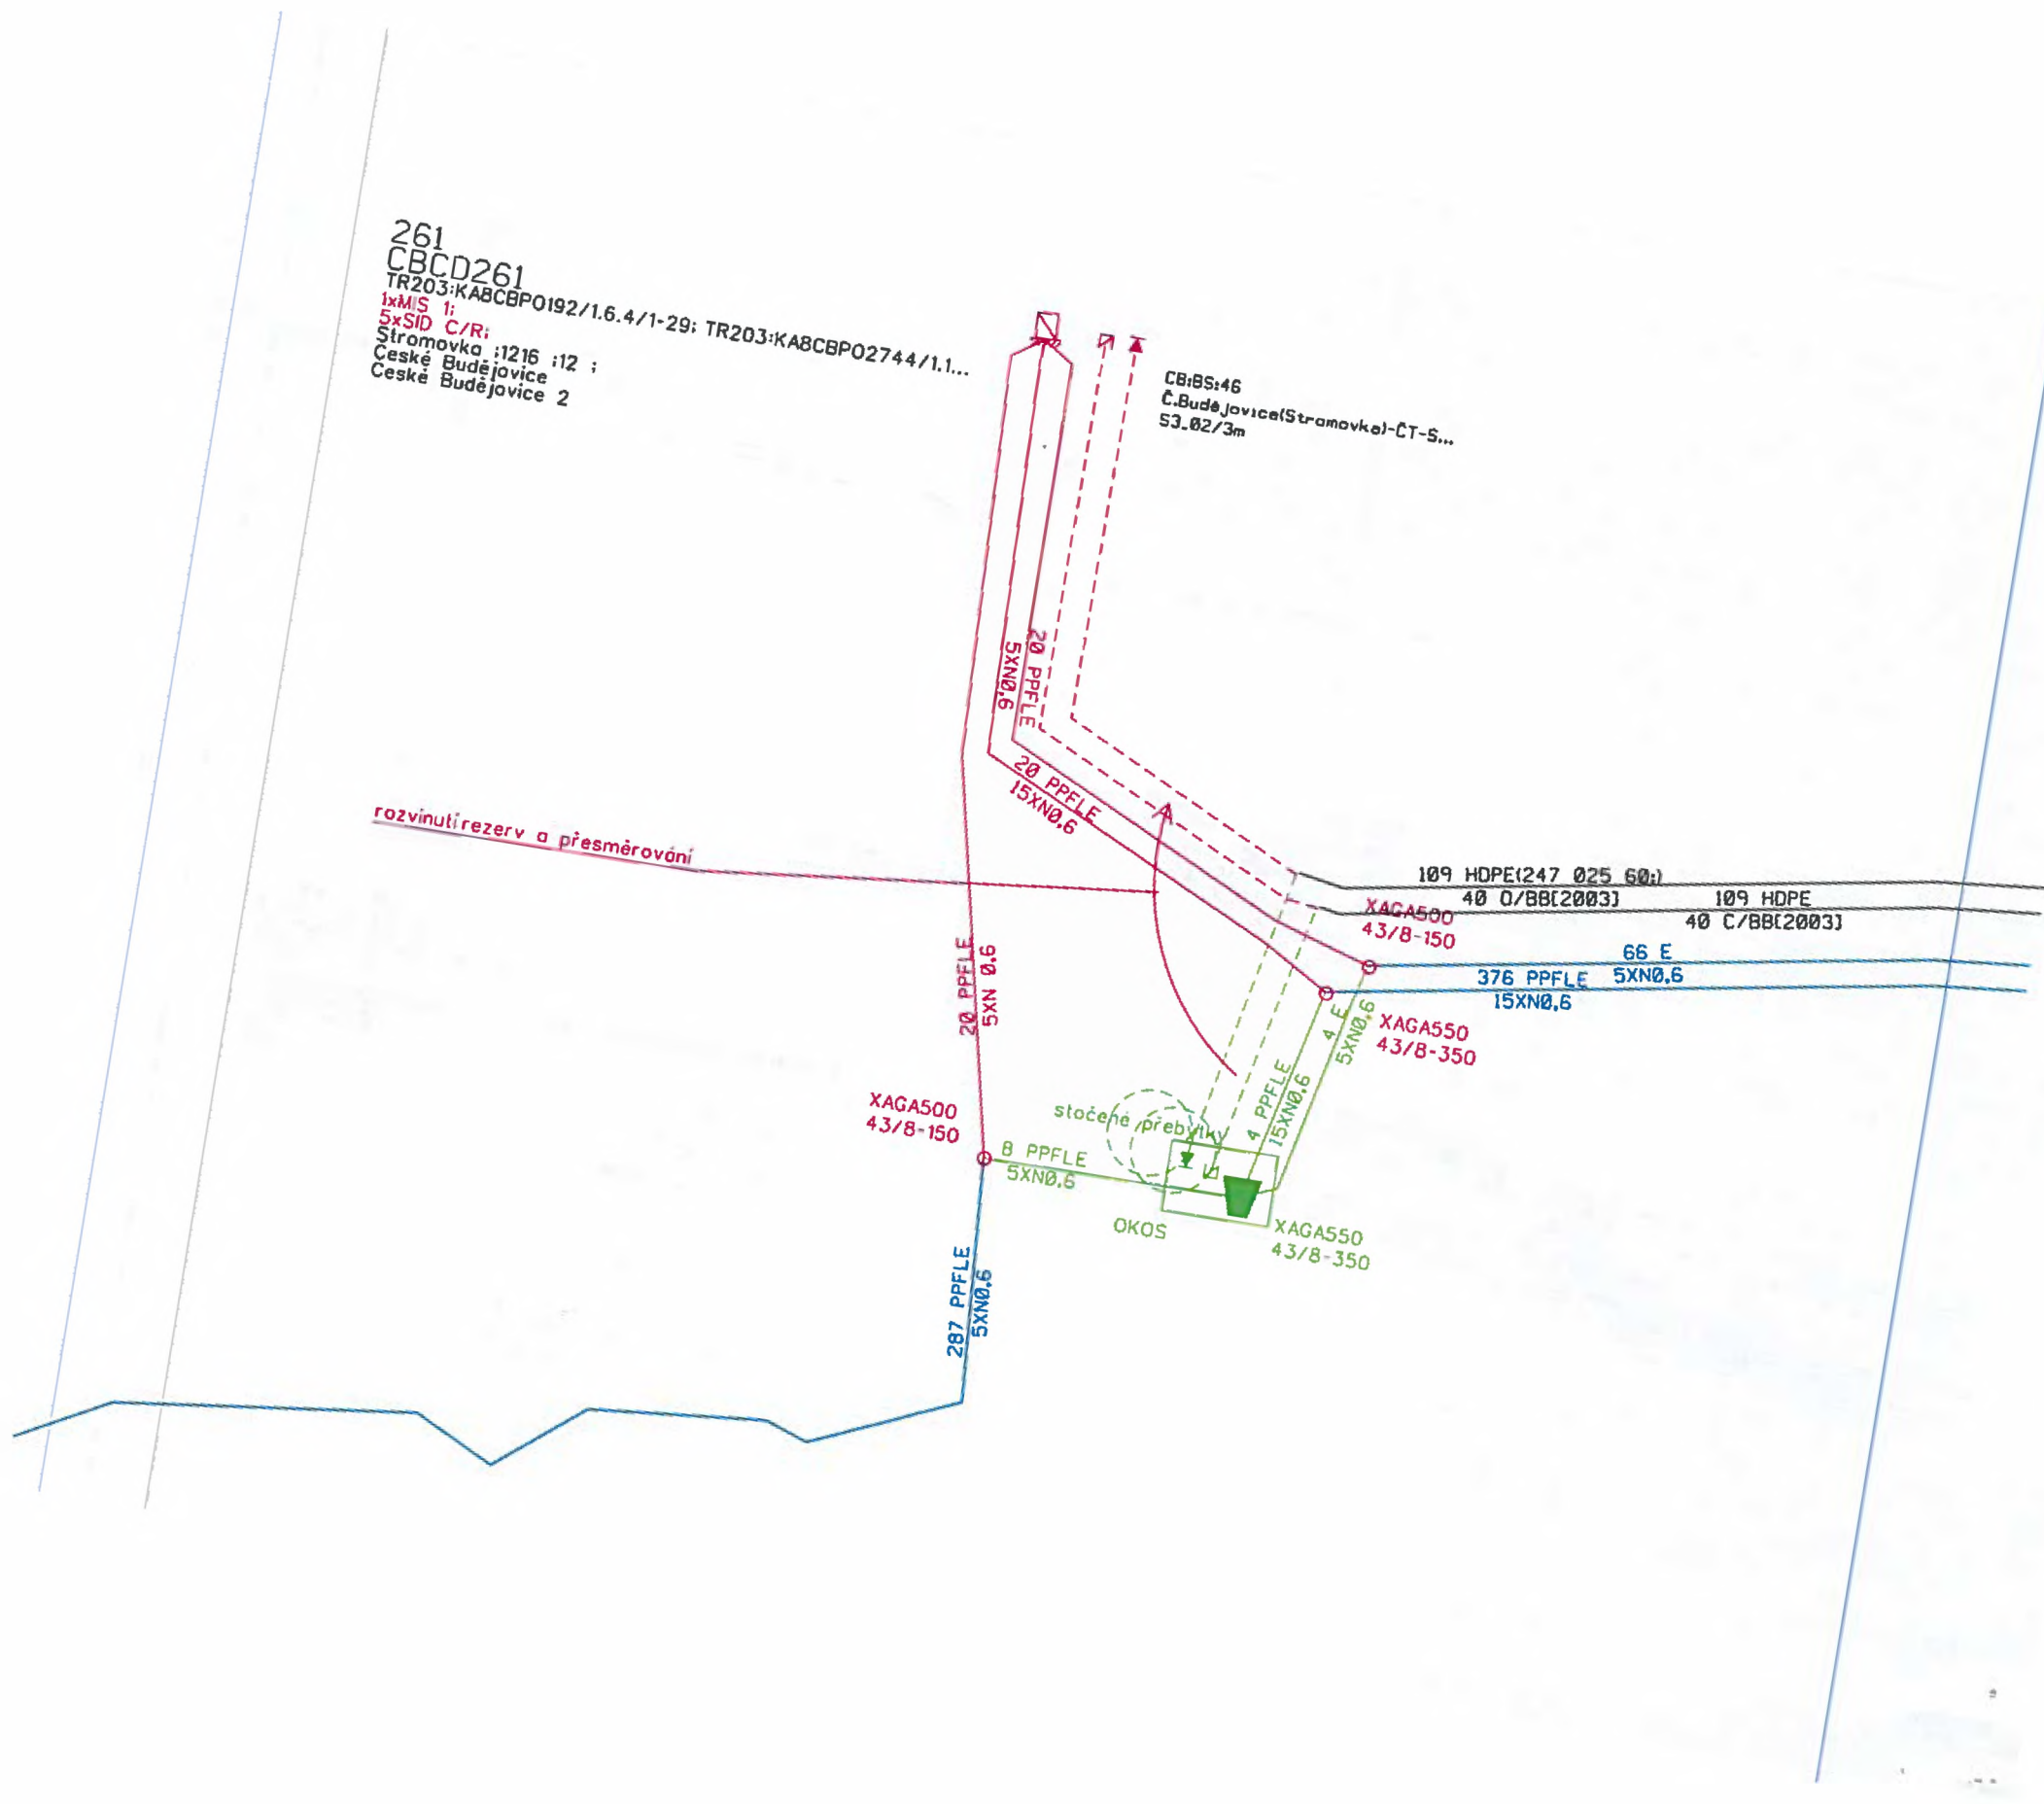 261
CBCD261
TR203:KABCBPO192/1.6.4/1-29; TR203:KABCBPO2744/1.1...
1xMIS 1;
5xSID C/R;
Stromovka ;1216 ;12 ;
České Budějovice
České Budějovice 2
CB:BS:46
Č.Budějovice(Stromovka)-ČT-S...
53.02/3m
20 PPFLE
5XN0.6
20 PPFLE
15XN0.6
rozvinutí rezerv a přesměrování
109 HDPE(247 025 60;)
40 O/BB[2003]
109 HDPE
40 C/BB[2003]
XAGA500
43/8-150
66 E
5XN0.6
376 PPFLE
15XN0.6
XAGA550
43/8-350
20 PPFLE
5XN 0.6
4 E
5XN0.6
4 PPFLE
15XN0.6
XAGA500
43/8-150
stočené přebytky
8 PPFLE
5XN0.6
OKOS
XAGA550
43/8-350
287 PPFLE
5XN0.6